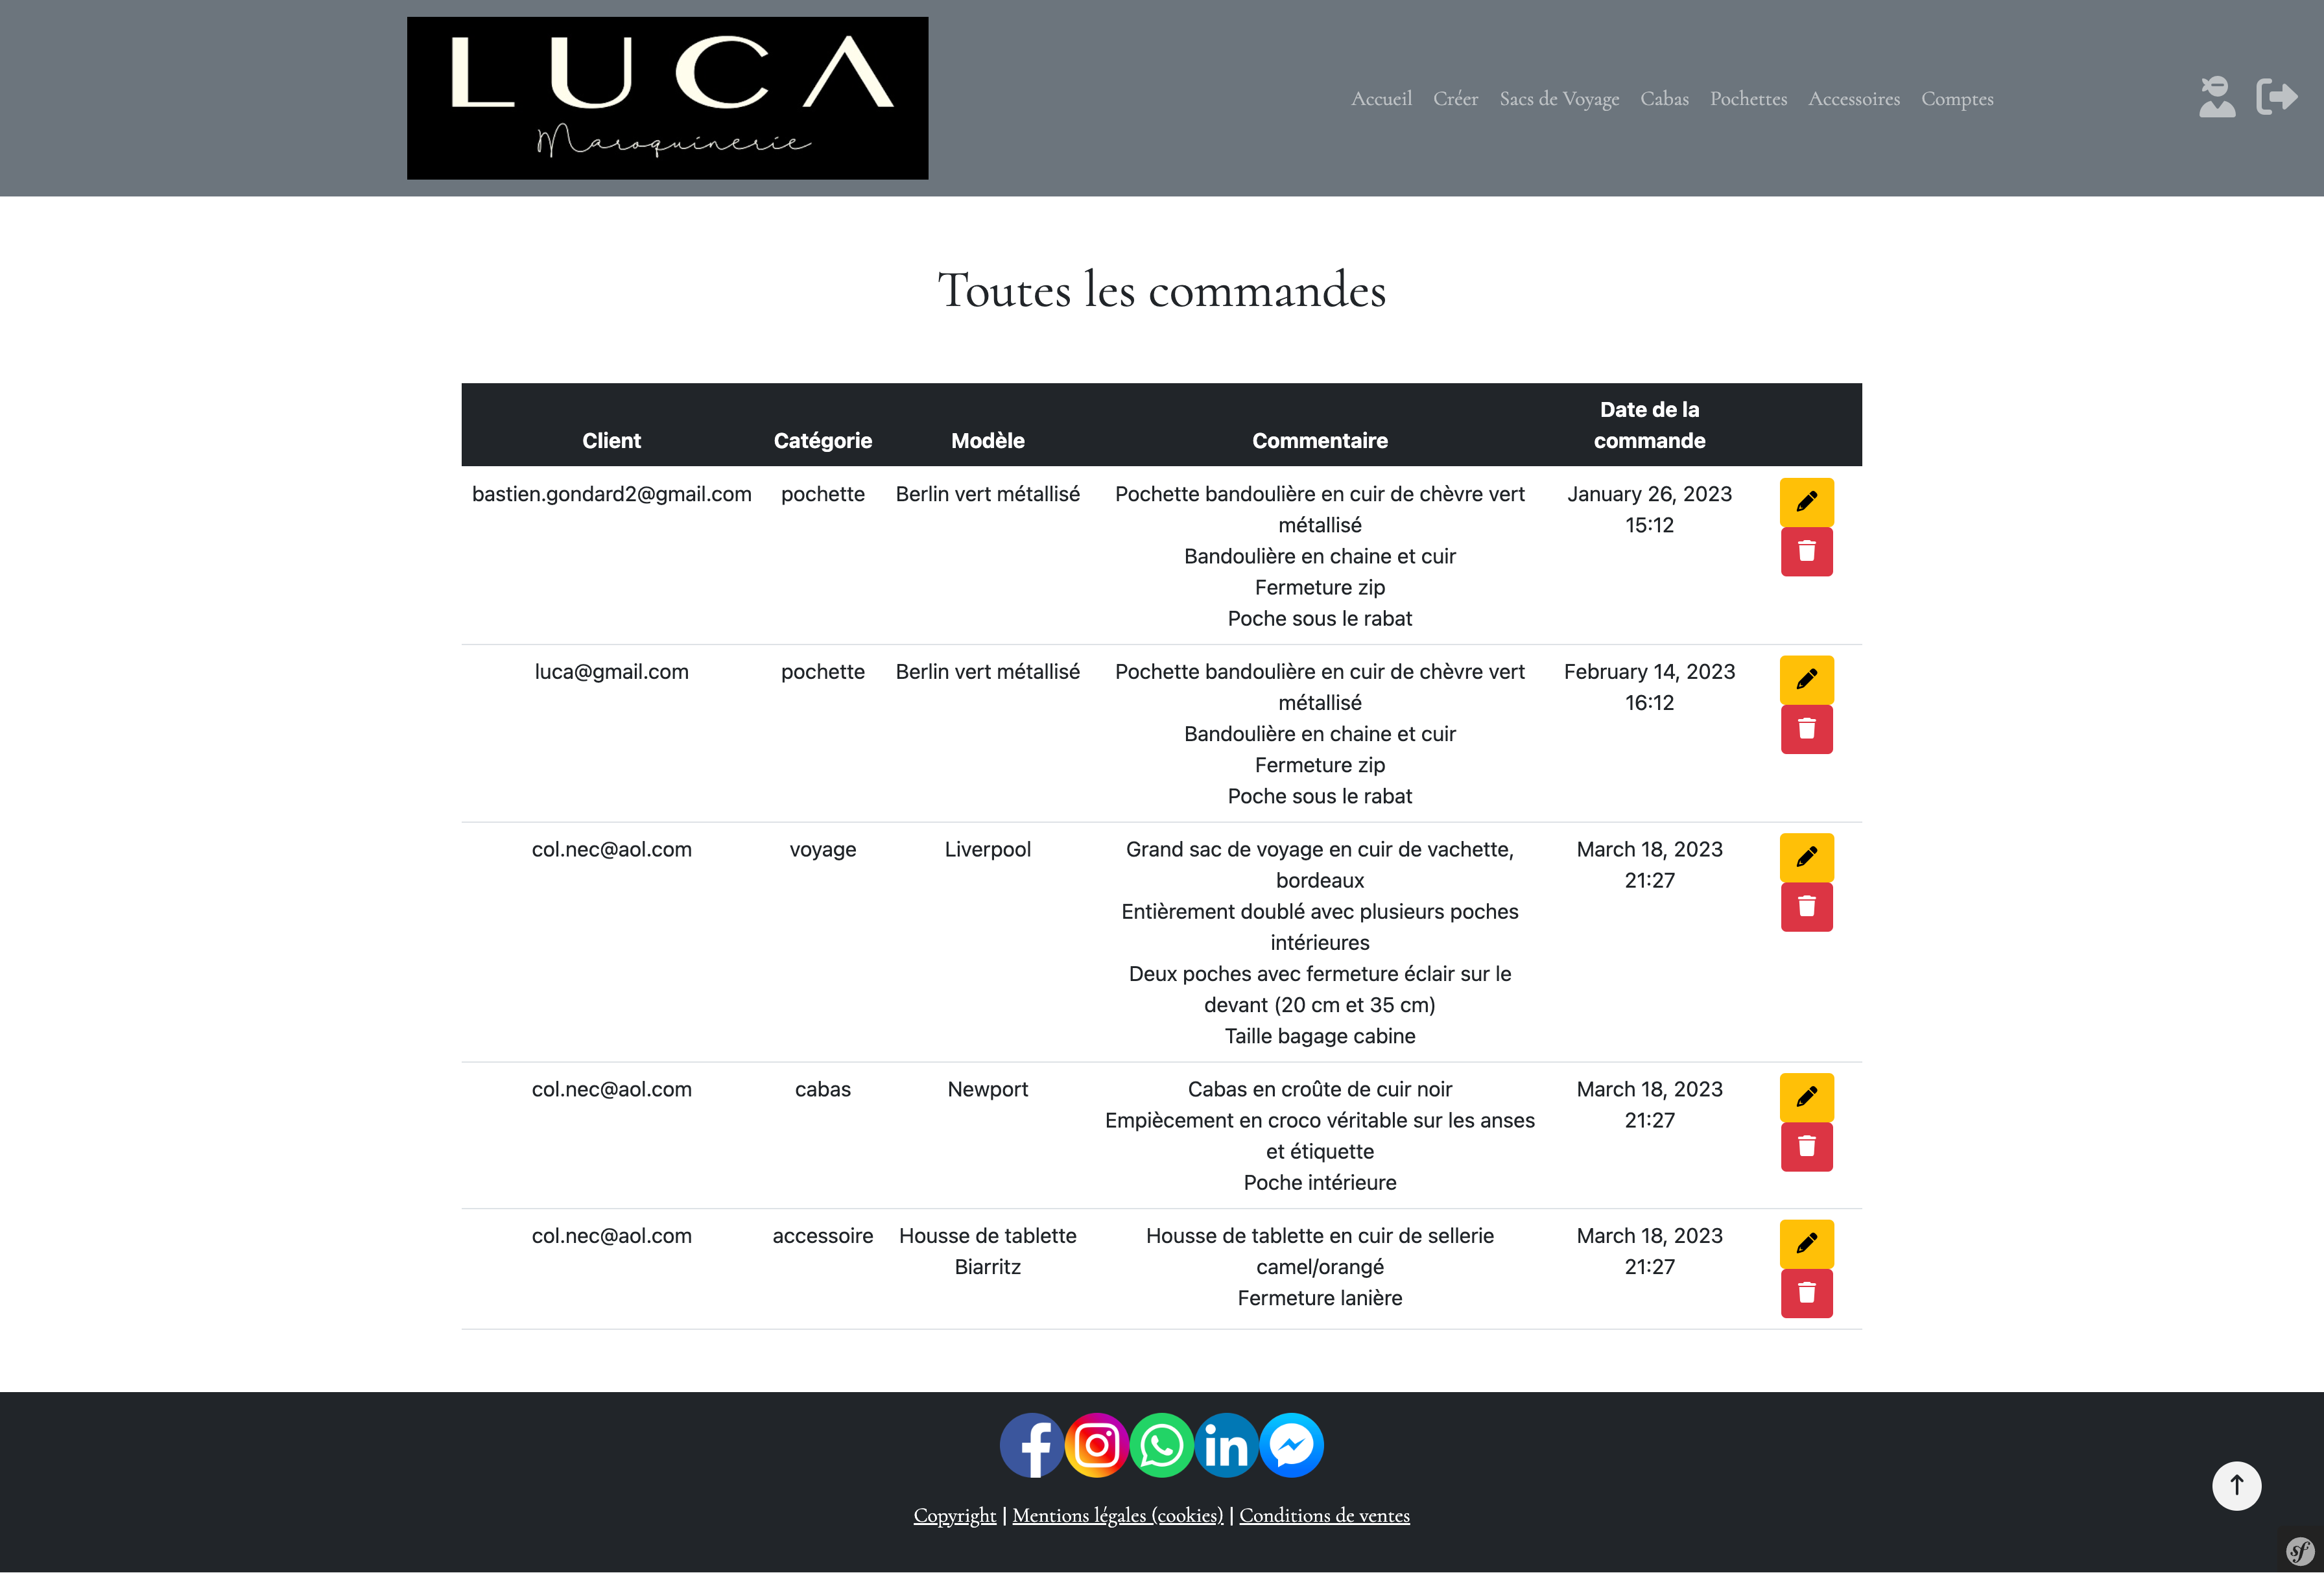 LUCA
Maroquinerie
Accueil Créer Sacs de Voyage Cabas Pochettes Accessoires Comptes
Toutes les commandes
Client Catégorie Modèle Commentaire Date de la commande
bastien.gondard2@gmail.com pochette Berlin vert métallisé Pochette bandoulière en cuir de chèvre vert January 26, 2023
métallisé 15:12
Bandoulière en chaine et cuir
Fermeture zip
Poche sous le rabat
luca@gmail.com pochette Berlin vert métallisé Pochette bandoulière en cuir de chèvre vert February 14, 2023
métallisé 16:12
Bandoulière en chaine et cuir
Fermeture zip
Poche sous le rabat
col.nec@aol.com voyage Liverpool Grand sac de voyage en cuir de vachette, March 18, 2023
bordeaux 21:27
Entièrement doublé avec plusieurs poches
intérieures
Deux poches avec fermeture éclair sur le
devant (20 cm et 35 cm)
Taille bagage cabine
col.nec@aol.com cabas Newport Cabas en croûte de cuir noir March 18, 2023
Empiècement en croco véritable sur les anses 21:27
et étiquette
Poche intérieure
col.nec@aol.com accessoire Housse de tablette Housse de tablette en cuir de sellerie March 18, 2023
Biarritz camel/orangé 21:27
Fermeture lanière
Copyright | Mentions légales (cookies) | Conditions de ventes
sf